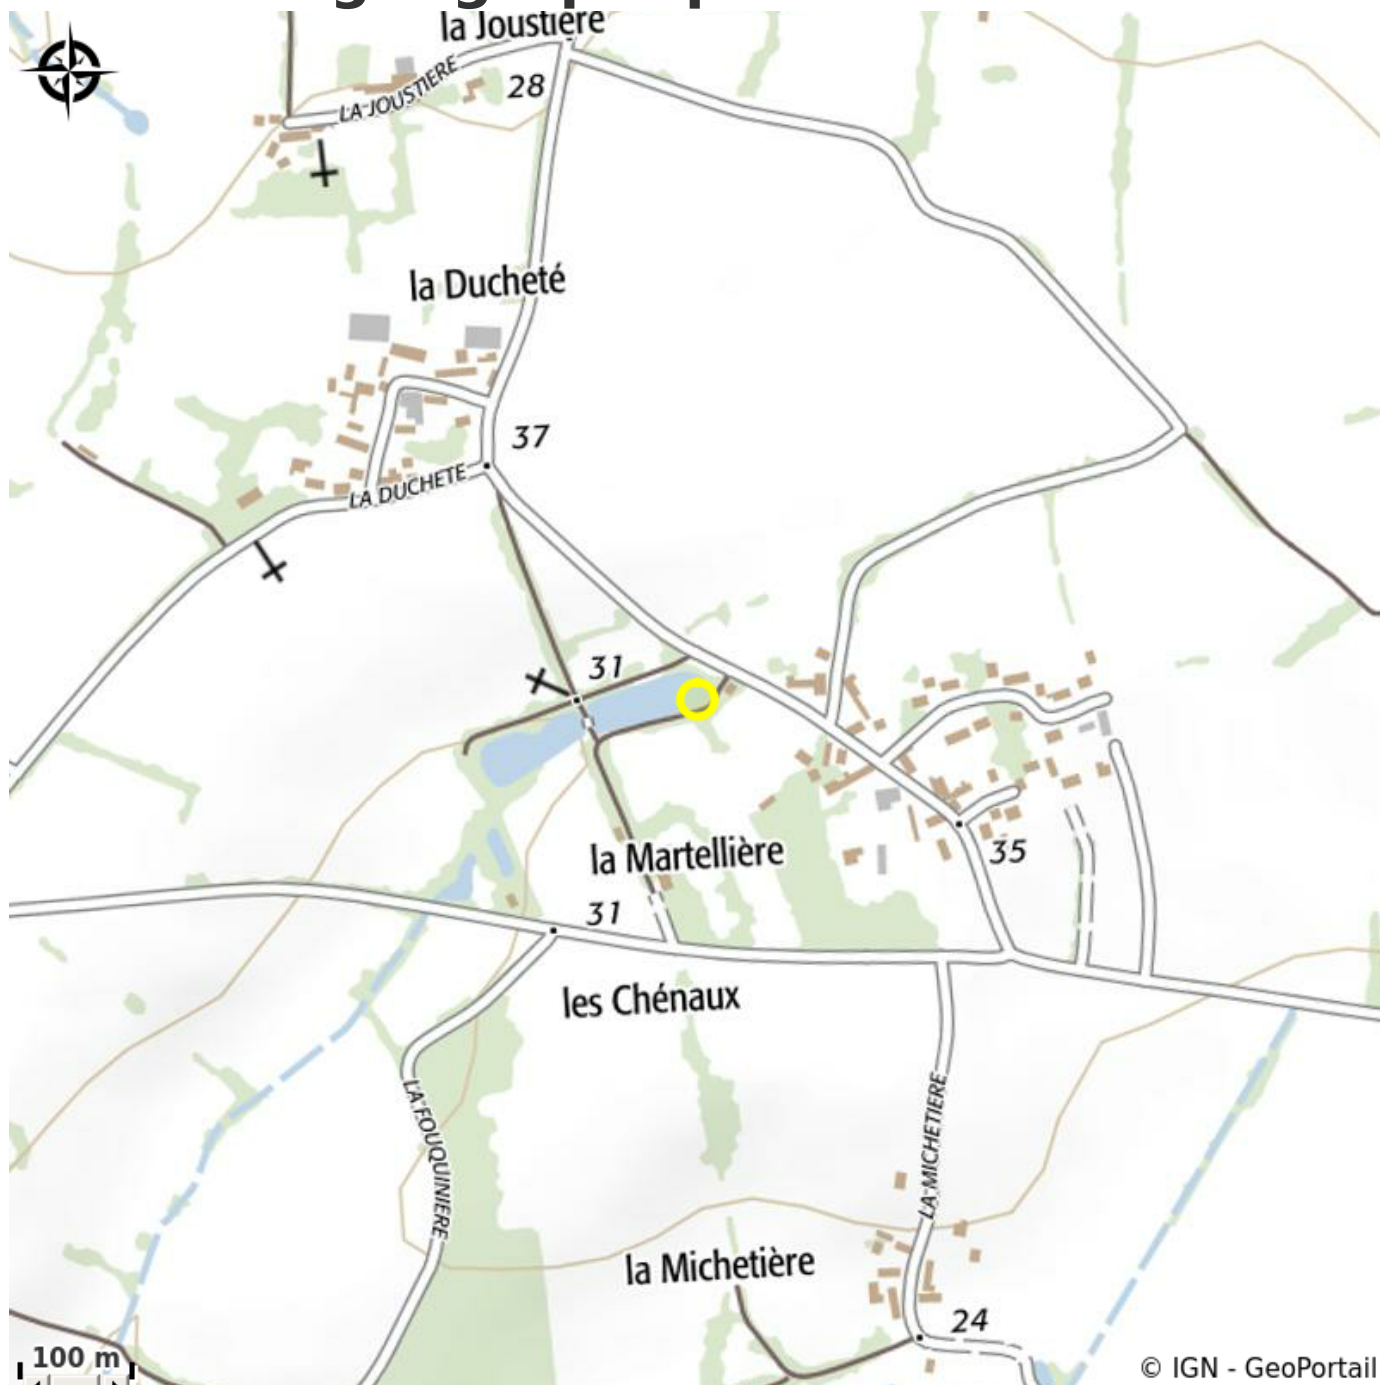 la Joustière
LA JOUSTIERE
28
la Ducheté
37
LA DUCHETE
31
la Martellière
35
31
les Chénaux
LA FOUQUINIERE
LA MICHETIERE
la Michetière
24
100 m
© IGN - GeoPortail